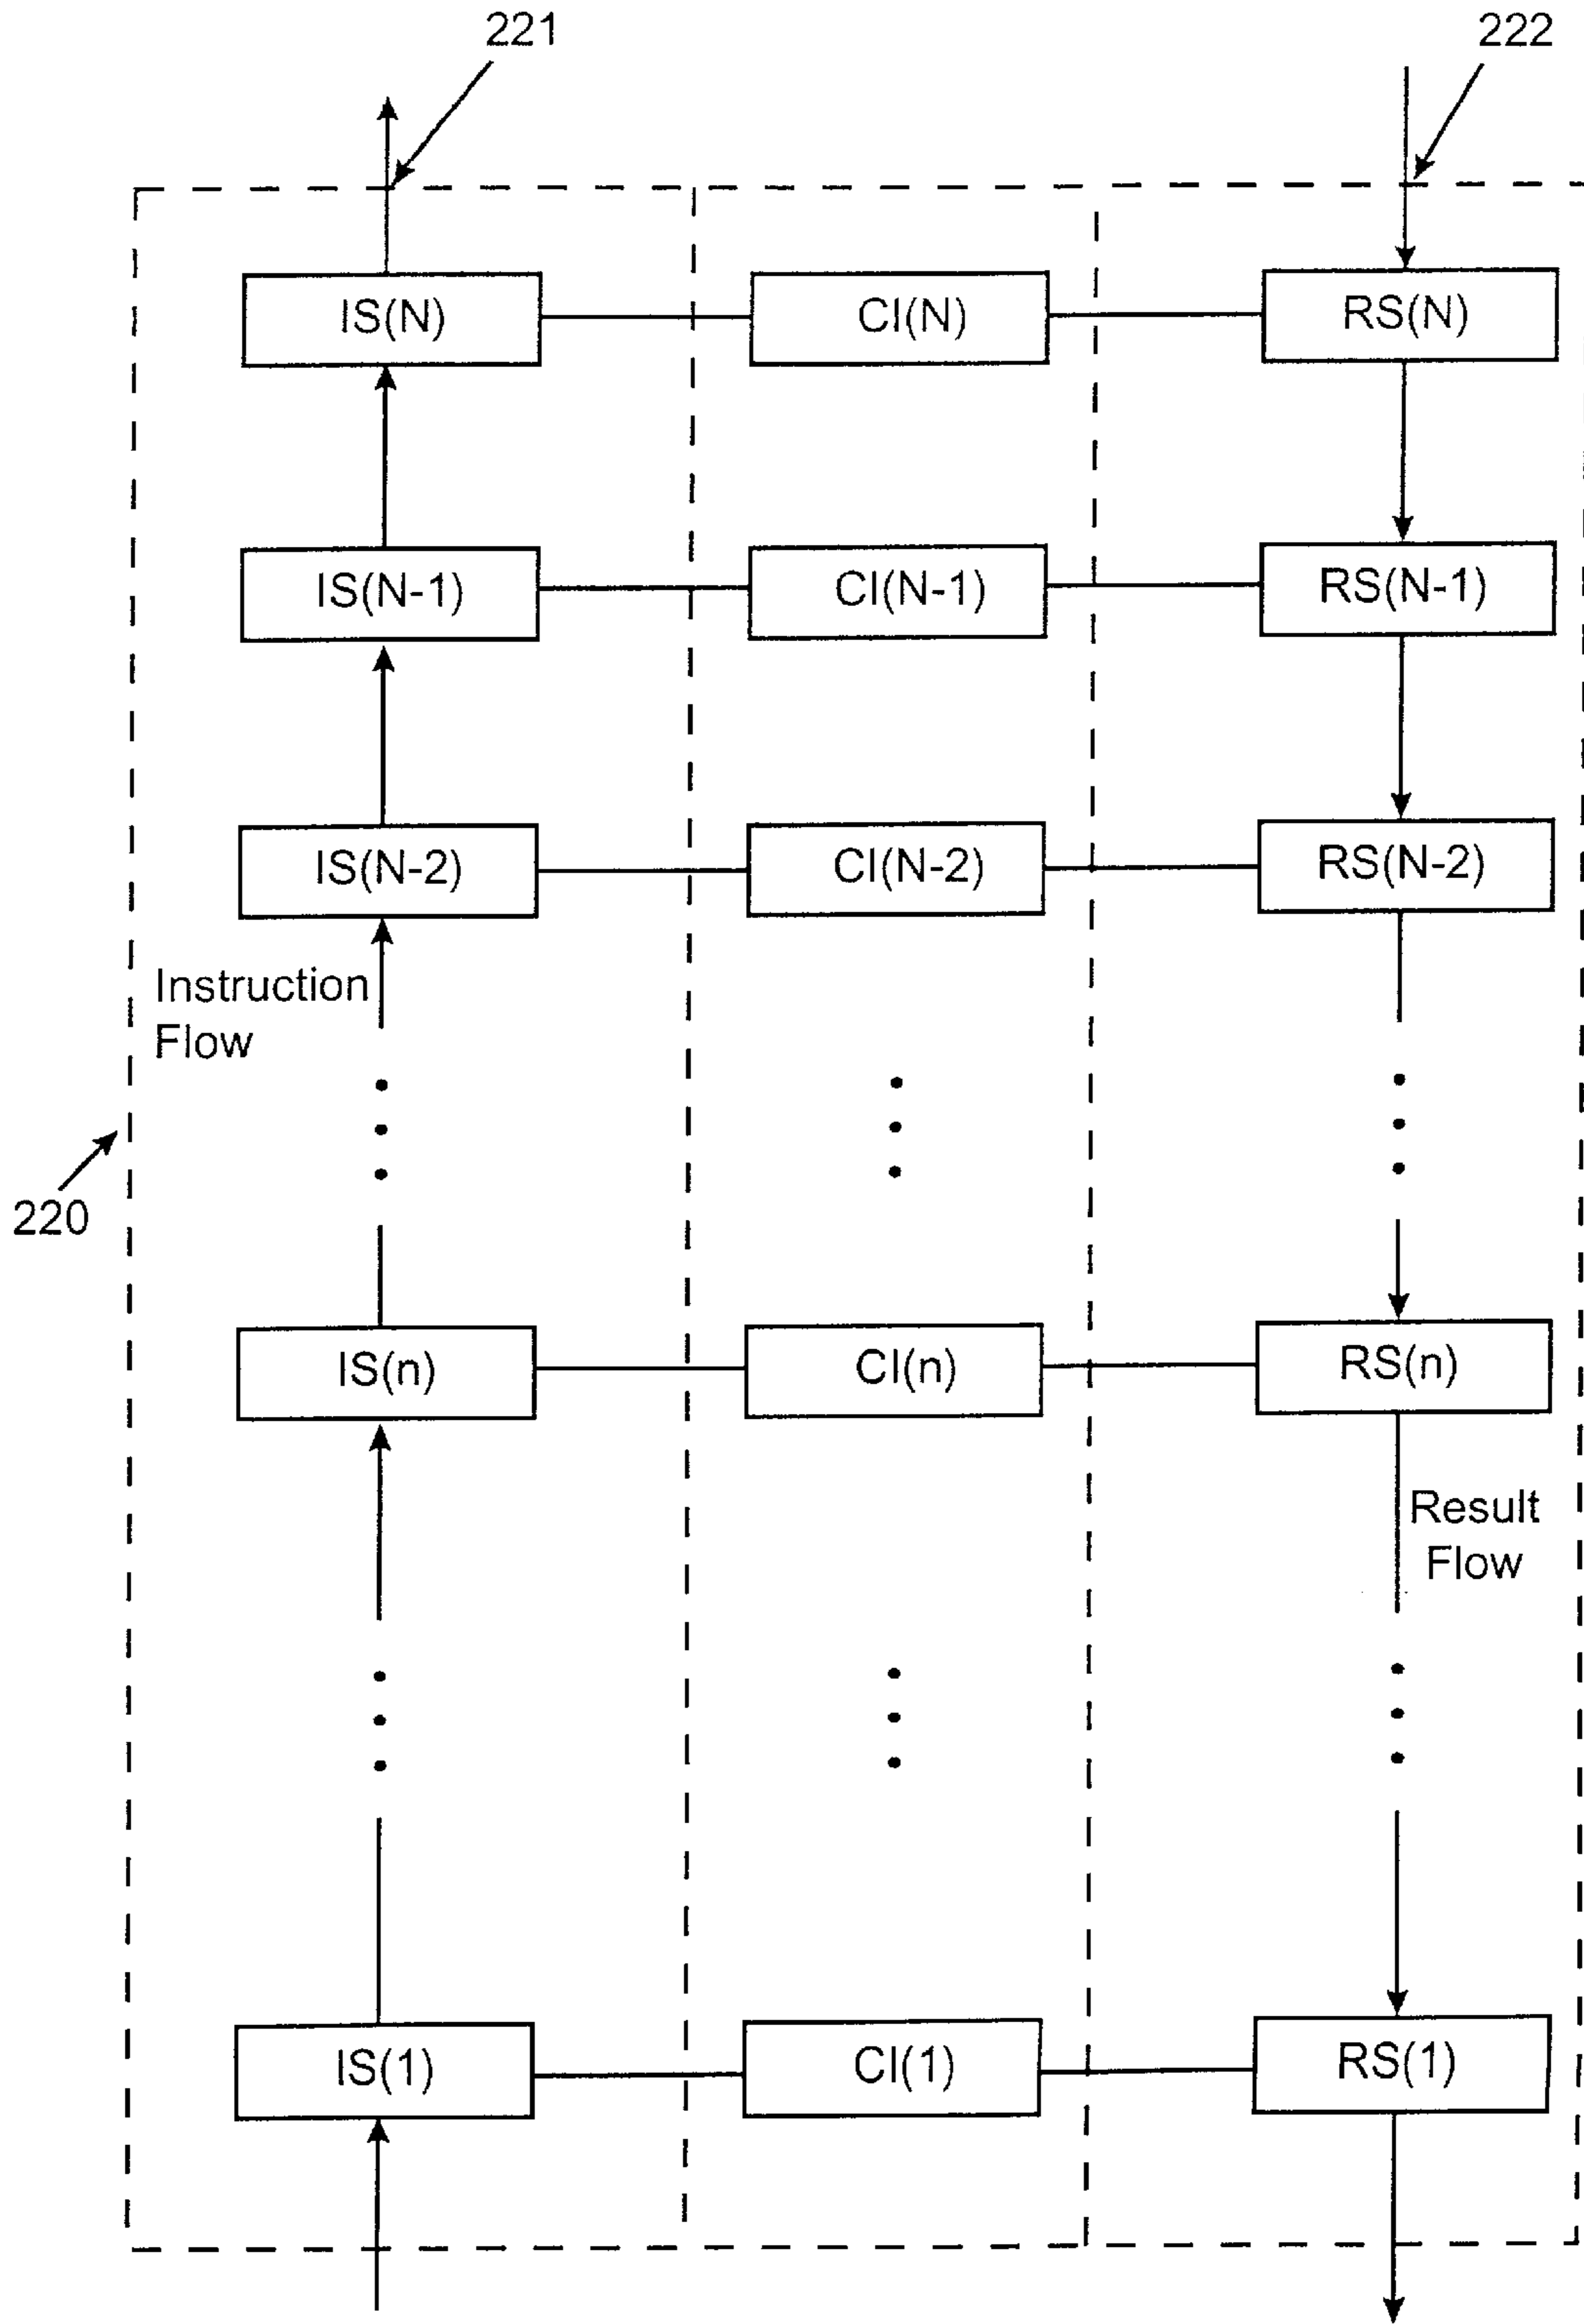 221
222
IS(N)
CI(N)
RS(N)
IS(N-1)
CI(N-1)
RS(N-1)
IS(N-2)
CI(N-2)
RS(N-2)
Instruction
Flow
220
IS(n)
CI(n)
RS(n)
Result
Flow
IS(1)
CI(1)
RS(1)